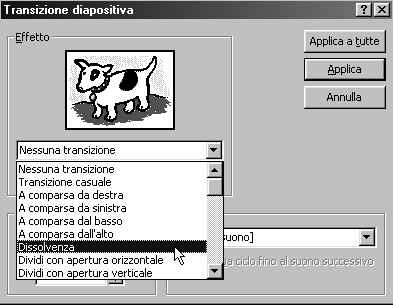 Transizione diapositiva
Effetto
Applica a tutte
Applica
Annulla
Nessuna transizione
Nessuna transizione
Transizione casuale
A comparsa da destra
A comparsa da sinistra
A comparsa dal basso
A comparsa dall'alto
Dissolvenza
suono]
Dividi con apertura orizzontale
ciclo fino al suono successivo
Dividi con apertura verticale